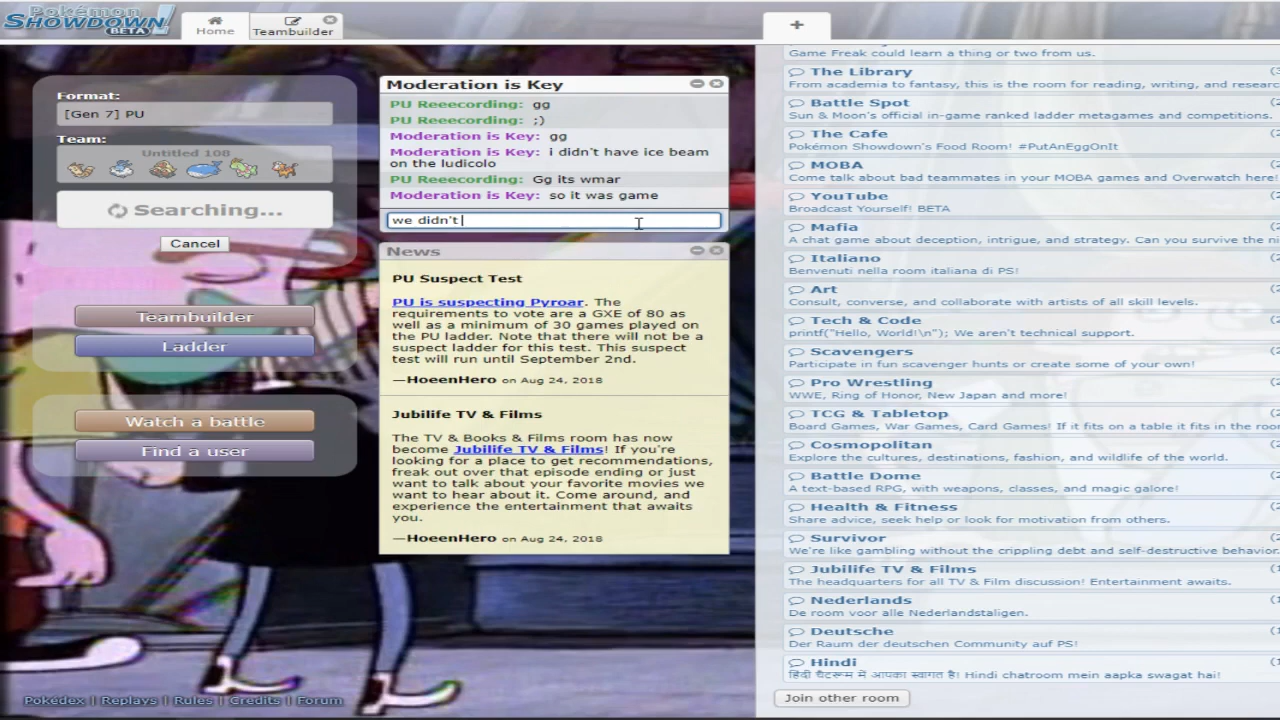 Pokémon
SHOWDOWN!
BETA
Home
Teambuilder
+
Format:
[Gen 7] PU
Team:
Untitled 108
Searching...
Cancel
Teambuilder
Ladder
Watch a battle
Find a user
Pokédex | Replays | Rules | Credits | Forum
Moderation is Key
PU Reeecording: gg
PU Reeecording: ;)
Moderation is Key: gg
Moderation is Key: i didn't have ice beam
on the ludicolo
PU Reeecording: Gg its wmar
Moderation is Key: so it was game
we didn't
News
PU Suspect Test
PU is suspecting Pyroar. The
requirements to vote are a GXE of 80 as
well as a minimum of 30 games played on
the PU ladder. Note that there will not be a
suspect ladder for this test. This suspect
test will run until September 2nd.
—HoeenHero on Aug 24, 2018
Jubilife TV & Films
The TV & Books & Films room has now
become Jubilife TV & Films! If you're
looking for a place to get recommendations,
freak out over that episode ending or just
want to talk about your favorite movies we
want to hear about it. Come around, and
experience the entertainment that awaits
you.
—HoeenHero on Aug 24, 2018
Game Freak could learn a thing or two from us.
The Library
From academia to fantasy, this is the room for reading, writing, and
Battle Spot
Sun & Moon's official in-game ranked ladder metagames and competitions.
The Cafe
Pokémon Showdown's Food Room! #PutAnEggOnIt
MOBA
Come talk about bad teammates in your MOBA games and Overwatch here!
YouTube
Broadcast Yourself! BETA
Mafia
A chat game about deception, intrigue, and strategy. Can you survive the
Italiano
Benvenuti nella room italiana di PS!
Art
Consult, converse, and collaborate with artists of all skill levels.
Tech & Code
printf("Hello, World!\n"); We aren't technical support.
Scavengers
Participate in fun scavenger hunts or create some of your own!
Pro Wrestling
WWE, Ring of Honor, New Japan and more!
TCG & Tabletop
Board Games, War Games, Card Games! If it fits on a table it fits in the
Cosmopolitan
Explore the cultures, destinations, fashion, and wildlife of the world.
Battle Dome
A text-based RPG, with weapons, classes, and magic galore!
Health & Fitness
Share advice, seek help or look for motivation from others.
Survivor
We're like gambling without the crippling debt and self-destructive behavior.
Jubilife TV & Films
The headquarters for all TV & Film discussion! Entertainment awaits.
Nederlands
De room voor alle Nederlandstaligen.
Deutsche
Der Raum der deutschen Community auf PS!
Hindi
हिंदी चैटरूम में आपका स्वागत है! Hindi chatroom mein aapka swagat hai!
Join other room